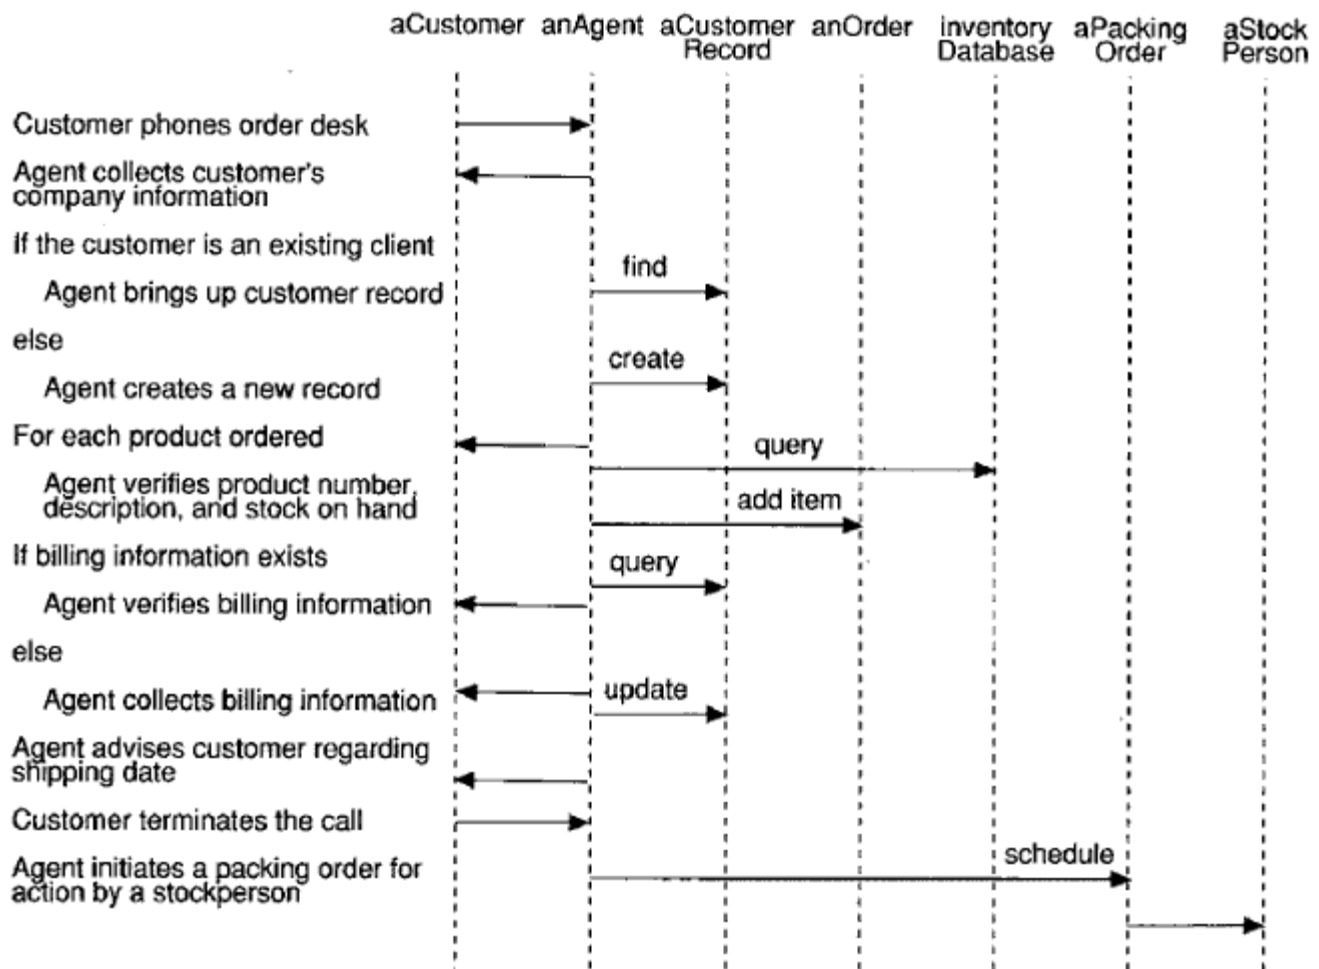 aCustomer anAgent aCustomer Record anOrder inventory Database aPacking Order aStock Person
Customer phones order desk
Agent collects customer's
company information
If the customer is an existing client
find
Agent brings up customer record
else
create
Agent creates a new record
For each product ordered
query
Agent verifies product number,
description, and stock on hand
add item
If billing information exists
query
Agent verifies billing information
else
update
Agent collects billing information
Agent advises customer regarding
shipping date
Customer terminates the call
schedule
Agent initiates a packing order for
action by a stockperson